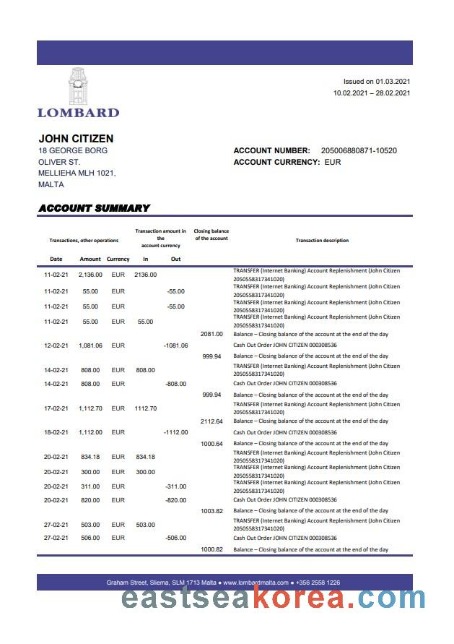 Issued on 01.03.2021
10.02.2021 – 28.02.2021
LOMBARD
JOHN CITIZEN
18 GEORGE BORG
OLIVER ST.
MELLIEHA MLH 1021,
MALTA
ACCOUNT NUMBER: 205006880871-10520
ACCOUNT CURRENCY: EUR
ACCOUNT SUMMARY
Transactions, other operations Transaction amount in the account currency Closing balance of the account Transaction description
Date Amount Currency In Out
11-02-21 2,136.00 EUR 2136.00 TRANSFER (Internet Banking) Account Replenishment (John Citizen
2050558317341020)
11-02-21 55.00 EUR -55.00 TRANSFER (Internet Banking) Account Replenishment (John Citizen
2050558317341020)
11-02-21 55.00 EUR -55.00 TRANSFER (Internet Banking) Account Replenishment (John Citizen
2050558317341020)
11-02-21 55.00 EUR 55.00 TRANSFER (Internet Banking) Account Replenishment (John Citizen
2050558317341020)
2081.00 Balance – Closing balance of the account at the end of the day
12-02-21 1,081.06 EUR -1081.06 Cash Out Order JOHN CITIZEN 000308536
999.94 Balance – Closing balance of the account at the end of the day
14-02-21 808.00 EUR 808.00 TRANSFER (Internet Banking) Account Replenishment (John Citizen
2050558317341020)
14-02-21 808.00 EUR -808.00 Cash Out Order JOHN CITIZEN 000308536
999.94 Balance – Closing balance of the account at the end of the day
17-02-21 1,112.70 EUR 1112.70 TRANSFER (Internet Banking) Account Replenishment (John Citizen
2050558317341020)
2112.64 Balance – Closing balance of the account at the end of the day
18-02-21 1,112.00 EUR -1112.00 Cash Out Order JOHN CITIZEN 000308536
1000.64 Balance – Closing balance of the account at the end of the day
20-02-21 834.18 EUR 834.18 TRANSFER (Internet Banking) Account Replenishment (John Citizen
2050558317341020)
20-02-21 300.00 EUR 300.00 TRANSFER (Internet Banking) Account Replenishment (John Citizen
2050558317341020)
20-02-21 311.00 EUR -311.00 TRANSFER (Internet Banking) Account Replenishment (John Citizen
2050558317341020)
20-02-21 820.00 EUR -820.00 Cash Out Order JOHN CITIZEN 000308536
1003.82 Balance – Closing balance of the account at the end of the day
27-02-21 503.00 EUR 503.00 TRANSFER (Internet Banking) Account Replenishment (John Citizen
2050558317341020)
27-02-21 506.00 EUR -506.00 Cash Out Order JOHN CITIZEN 000308536
1000.82 Balance – Closing balance of the account at the end of the day
Graham Street, Sliema, SLM 1713 Malta • www.lombardmalta.com • +356 2558 1226
eastseakorea.com